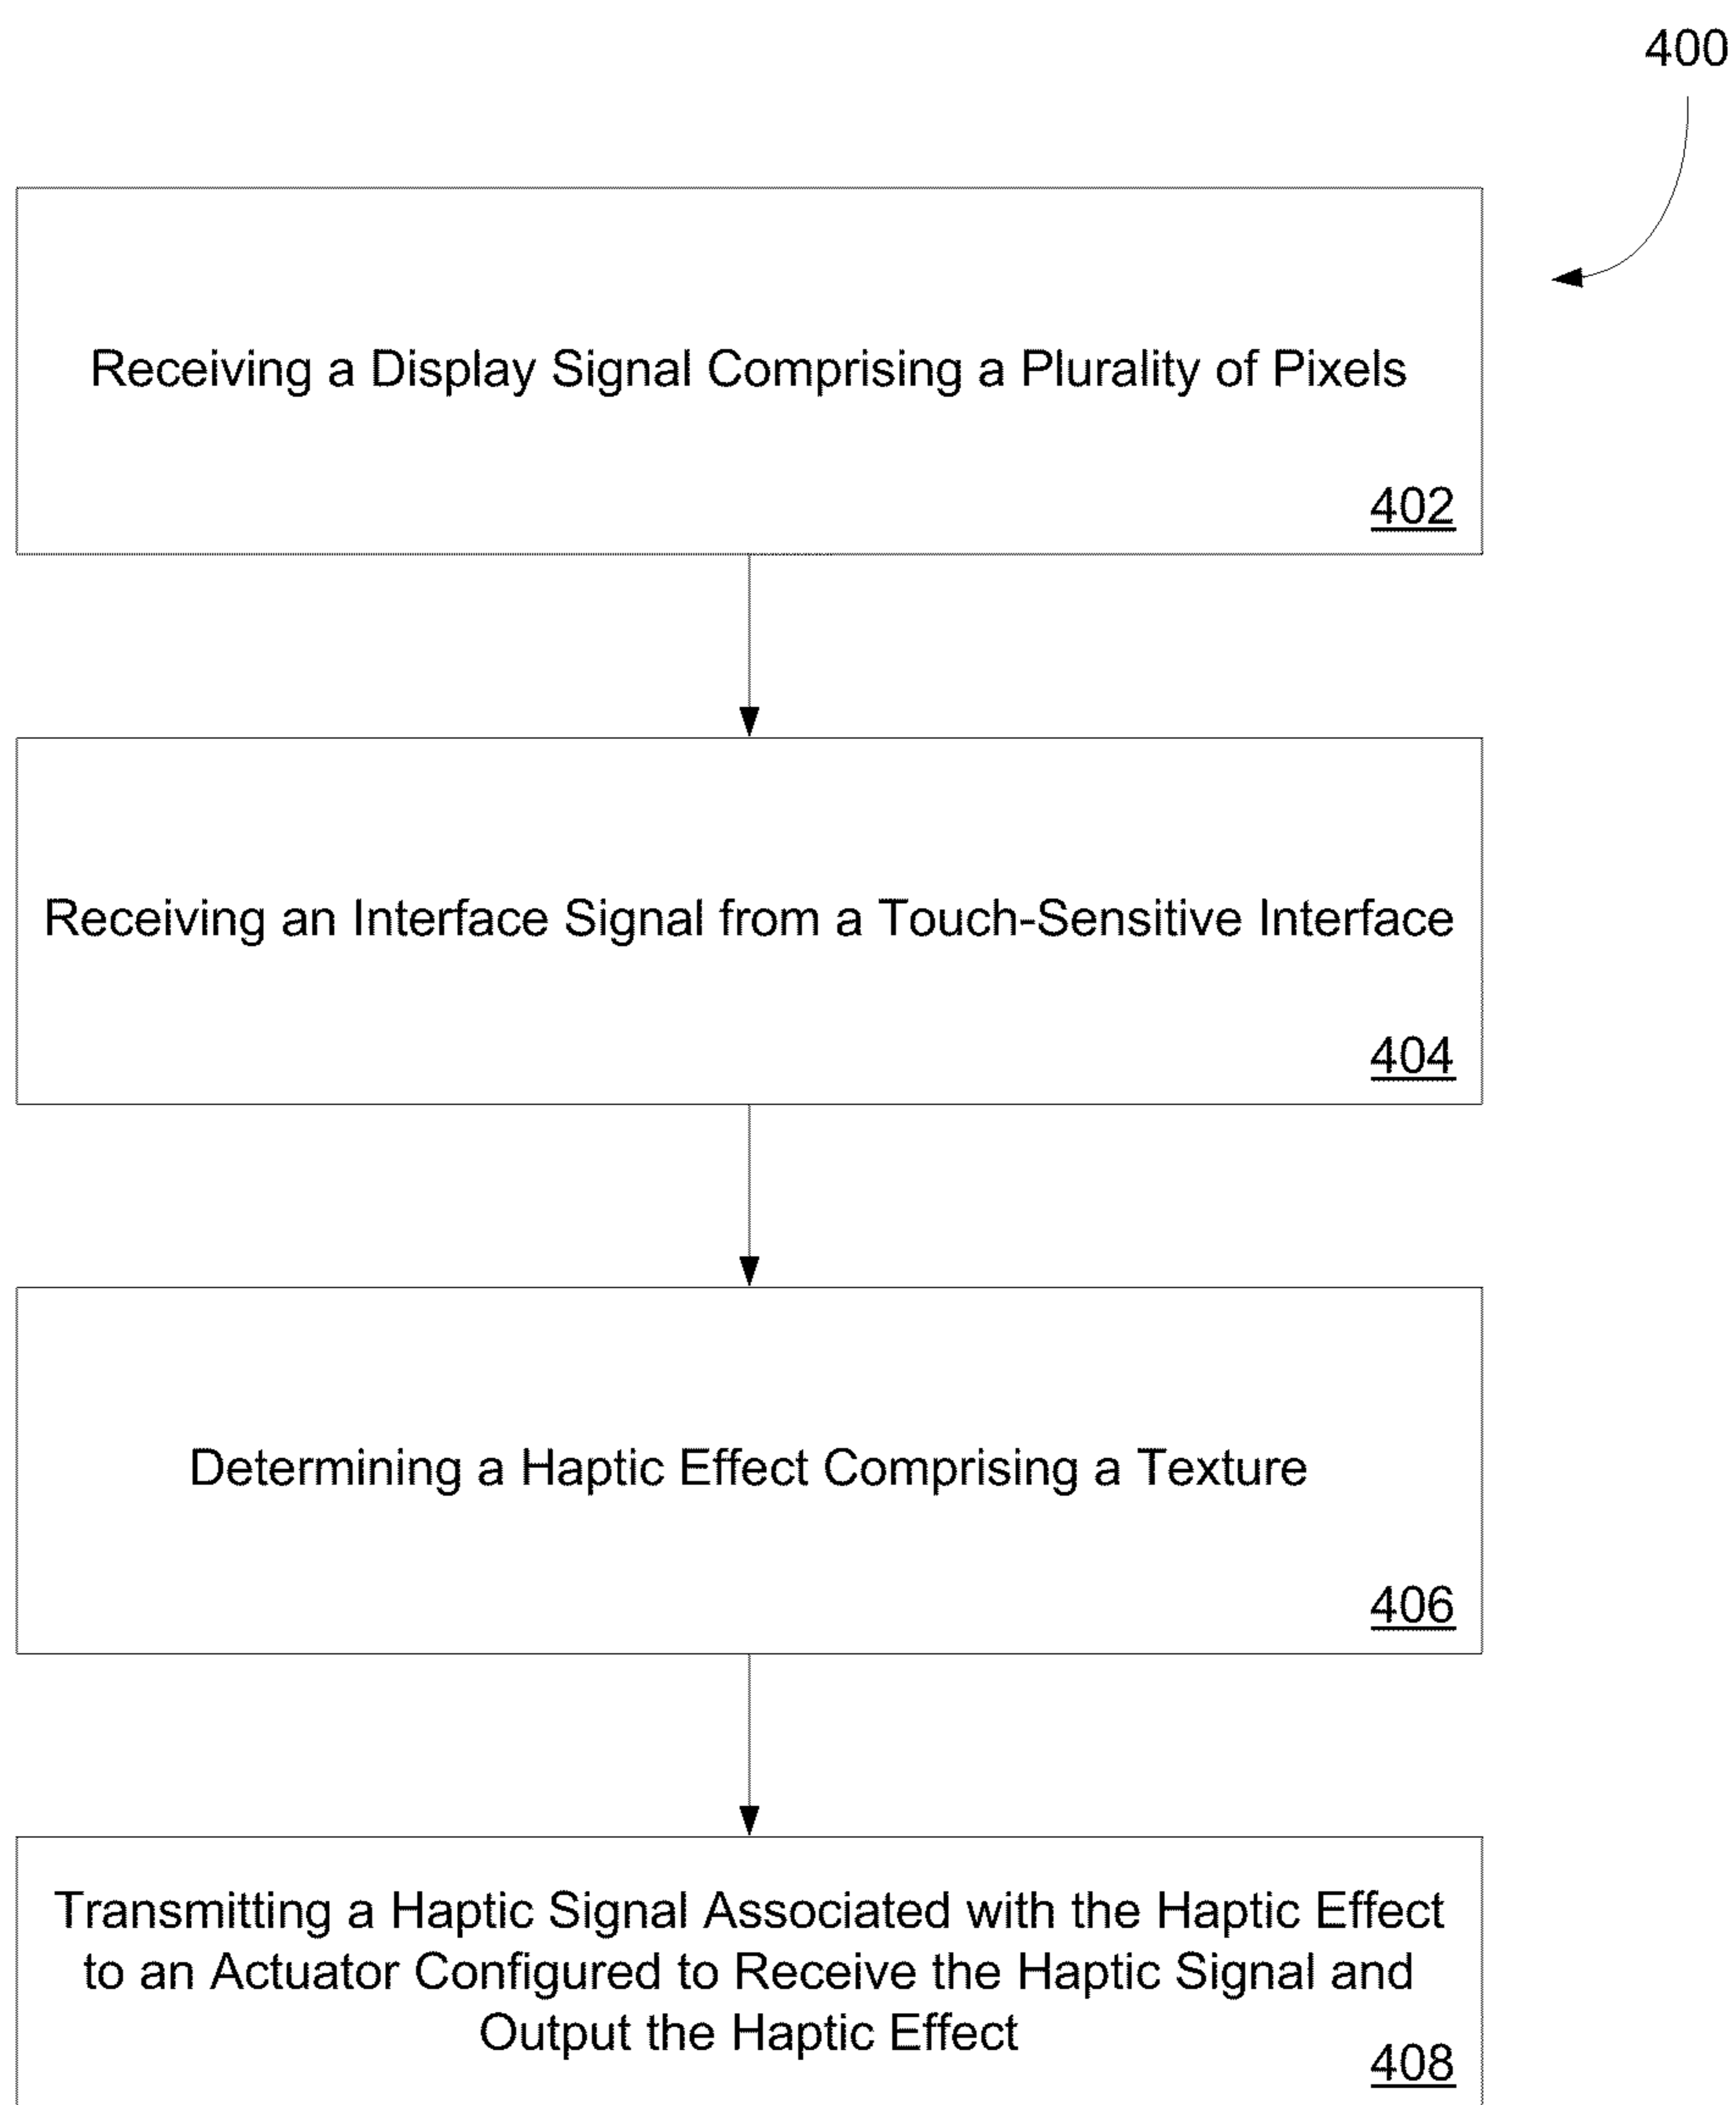 400
Receiving a Display Signal Comprising a Plurality of Pixels
402
Receiving an Interface Signal from a Touch-Sensitive Interface
404
Determining a Haptic Effect Comprising a Texture
406
Transmitting a Haptic Signal Associated with the Haptic Effect
to an Actuator Configured to Receive the Haptic Signal and
Output the Haptic Effect
408